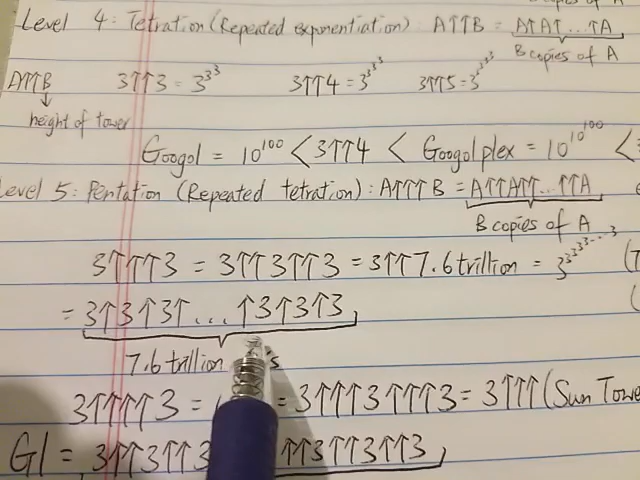 Level 4: Tetration (Repeated exponentiation): A↑↑B = A↑A↑...↑A
B copies of A
A↑↑B 3↑↑3 = 3^3^3 3↑↑4 = 3^3^3^3 3↑↑5 = 3^3^3^3^3
height of tower
Googol = 10^100 < 3↑↑4 < Googolplex = 10^10^100 <
Level 5: Pentation (Repeated tetration): A↑↑↑B = A↑↑A↑↑...↑↑A
B copies of A
3↑↑↑3 = 3↑↑3↑↑3 = 3↑↑7.6 trillion = 3^3^3^3^3...3
= 3↑3↑3↑...↑3↑3↑3
7.6 trillion
3↑↑↑↑3 = = 3↑↑↑3↑↑↑3 = 3↑↑↑(Sun Tower
G1 = 3↑↑3↑↑3 ↑↑3↑↑3↑↑3